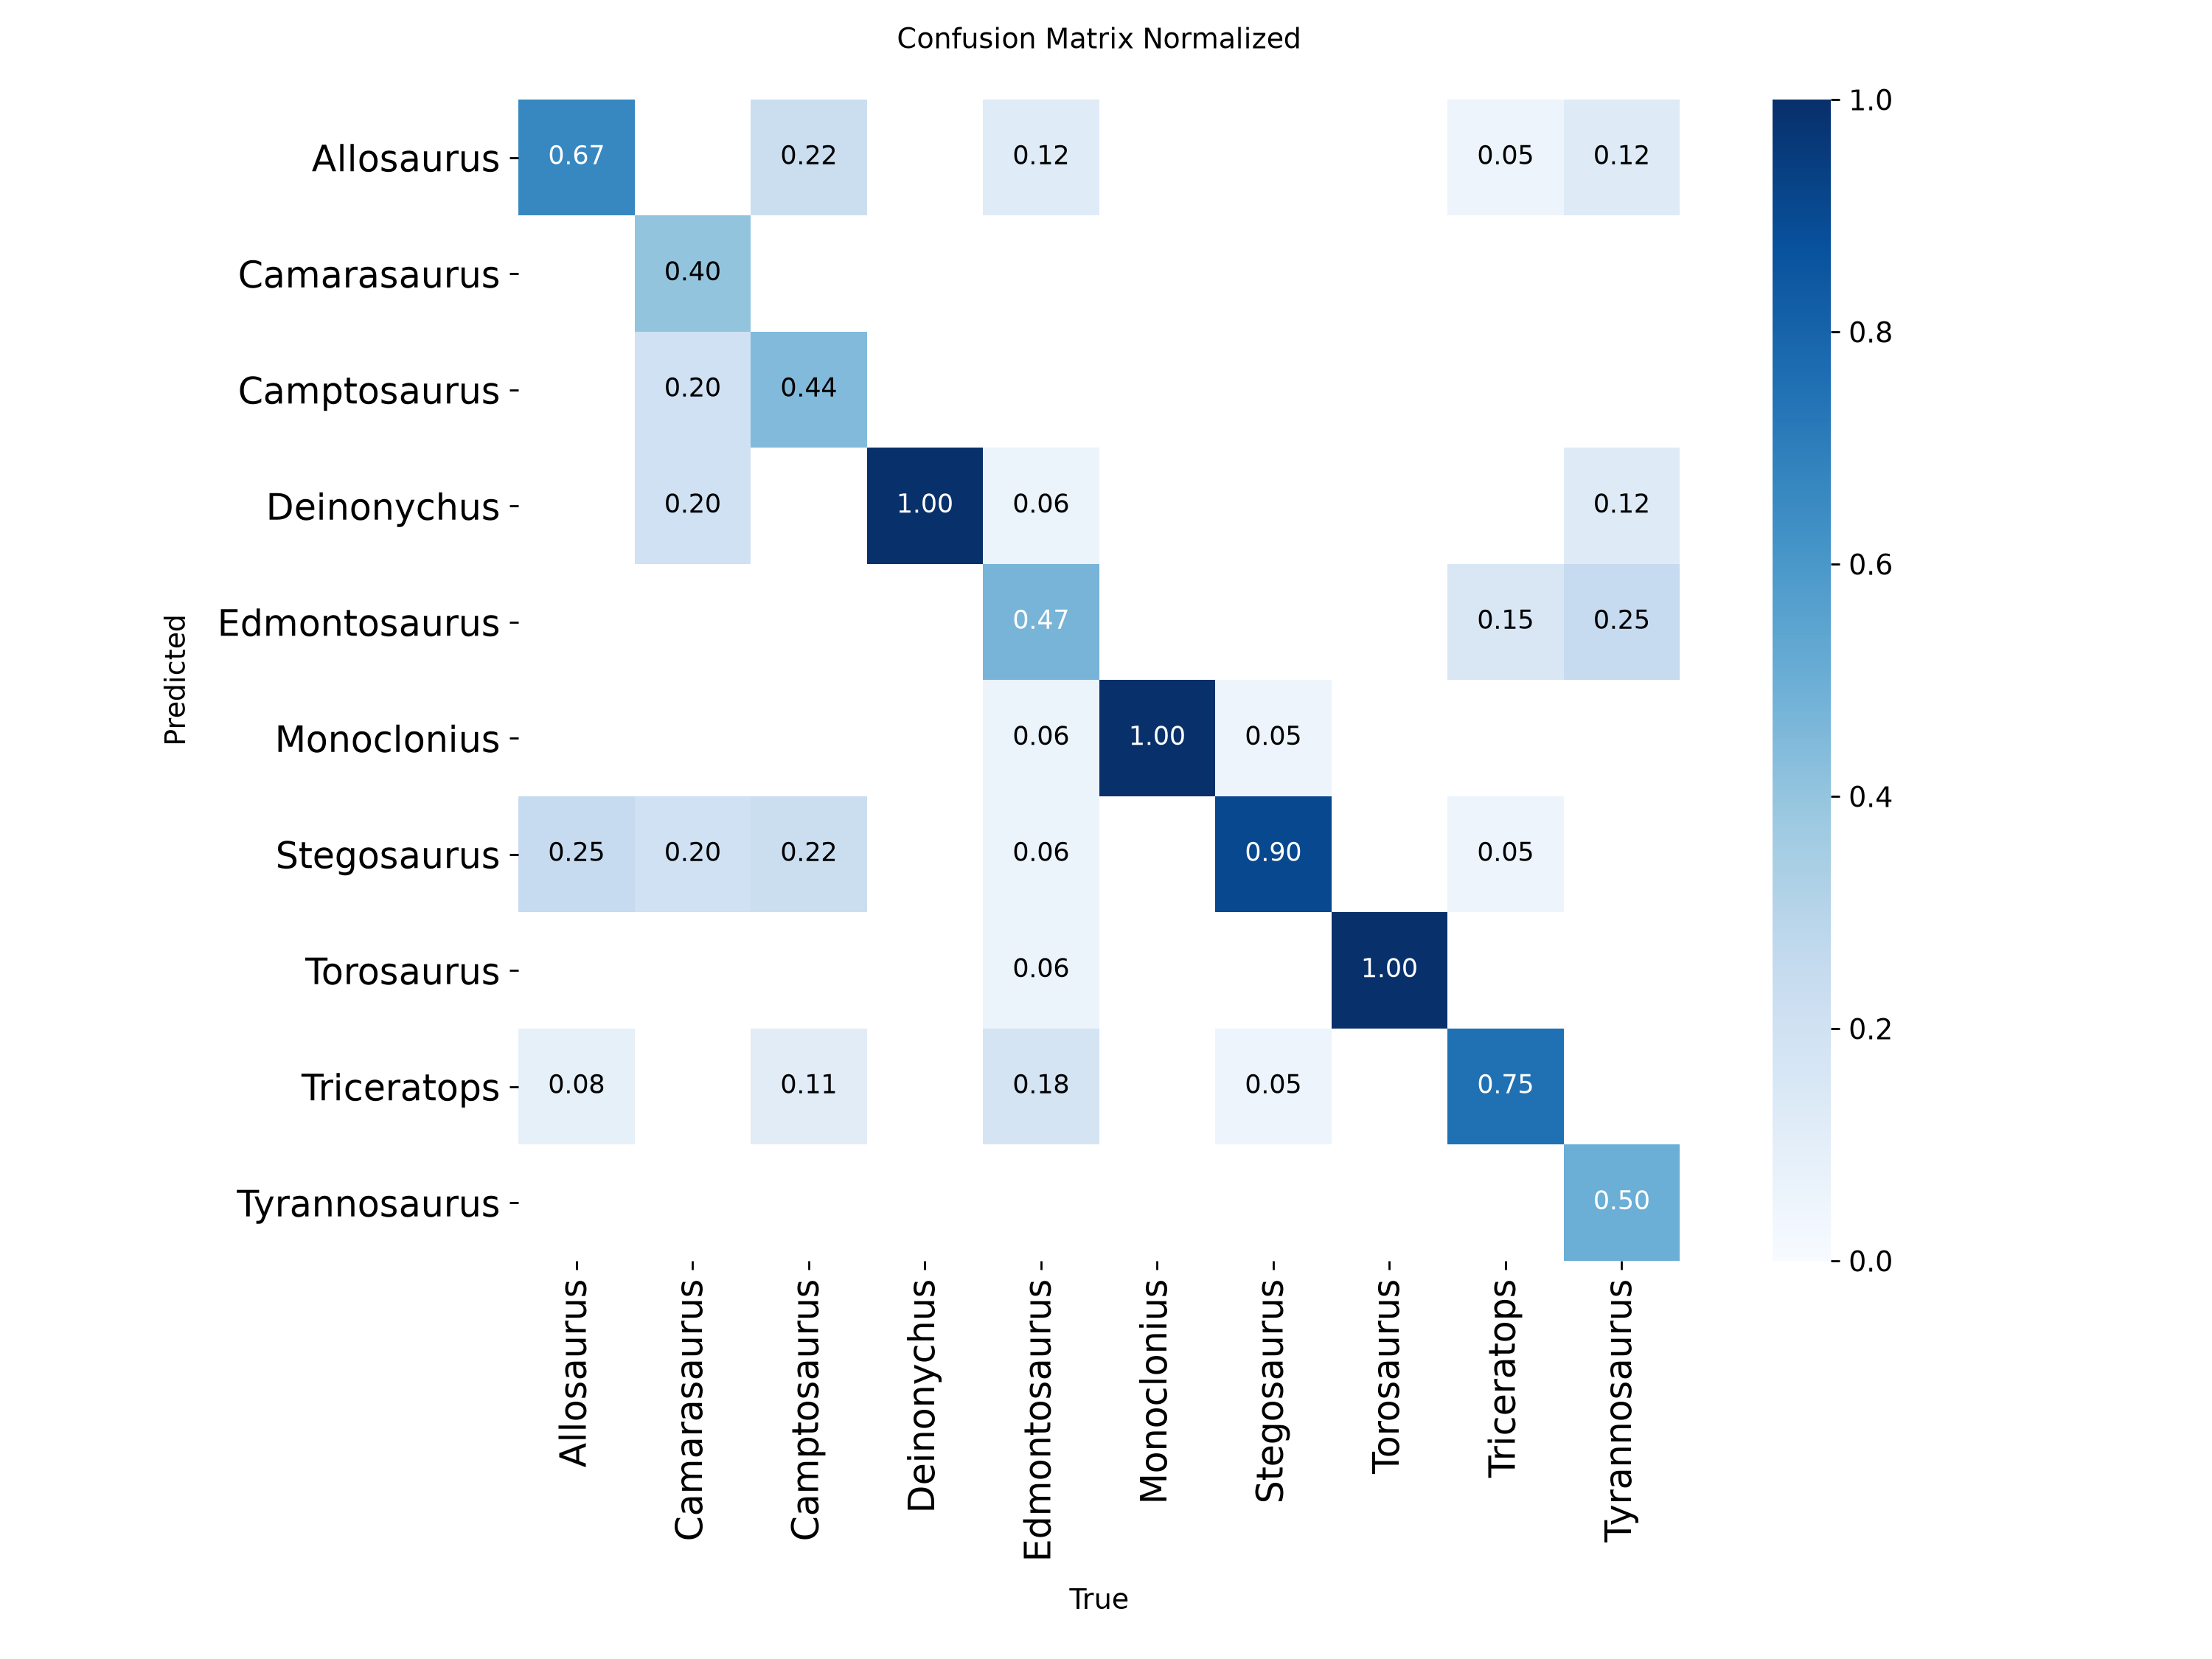 Confusion Matrix Normalized
Allosaurus 0.67 0.22 0.12 0.05 0.12
Camarasaurus 0.40
Camptosaurus 0.20 0.44
Deinonychus 0.20 1.00 0.06 0.12
Edmontosaurus 0.47 0.15 0.25
Monoclonius 0.06 1.00 0.05
Stegosaurus 0.25 0.20 0.22 0.06 0.90 0.05
Torosaurus 0.06 1.00
Triceratops 0.08 0.11 0.18 0.05 0.75
Tyrannosaurus 0.50
Predicted
Allosaurus
Camarasaurus
Camptosaurus
Deinonychus
Edmontosaurus
Monoclonius
Stegosaurus
Torosaurus
Triceratops
Tyrannosaurus
True
1.0
0.8
0.6
0.4
0.2
0.0